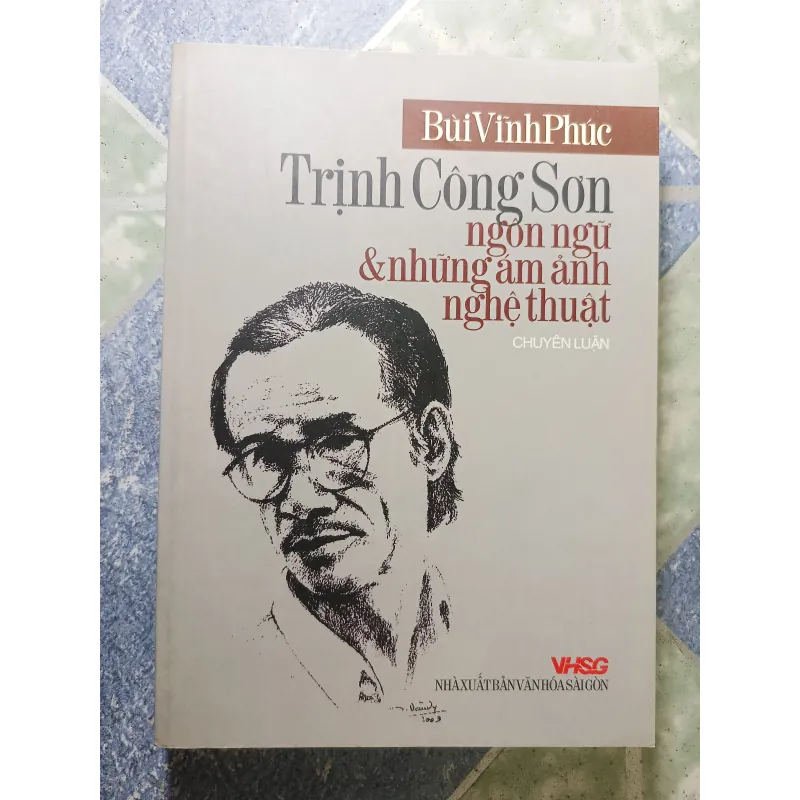 Bùi Vĩnh Phúc
Trịnh Công Sơn
ngôn ngữ
& những ám ảnh
nghệ thuật
CHUYÊN LUẬN
VHSG
NHÀ XUẤT BẢN VĂN HÓA SÀI GÒN
2003